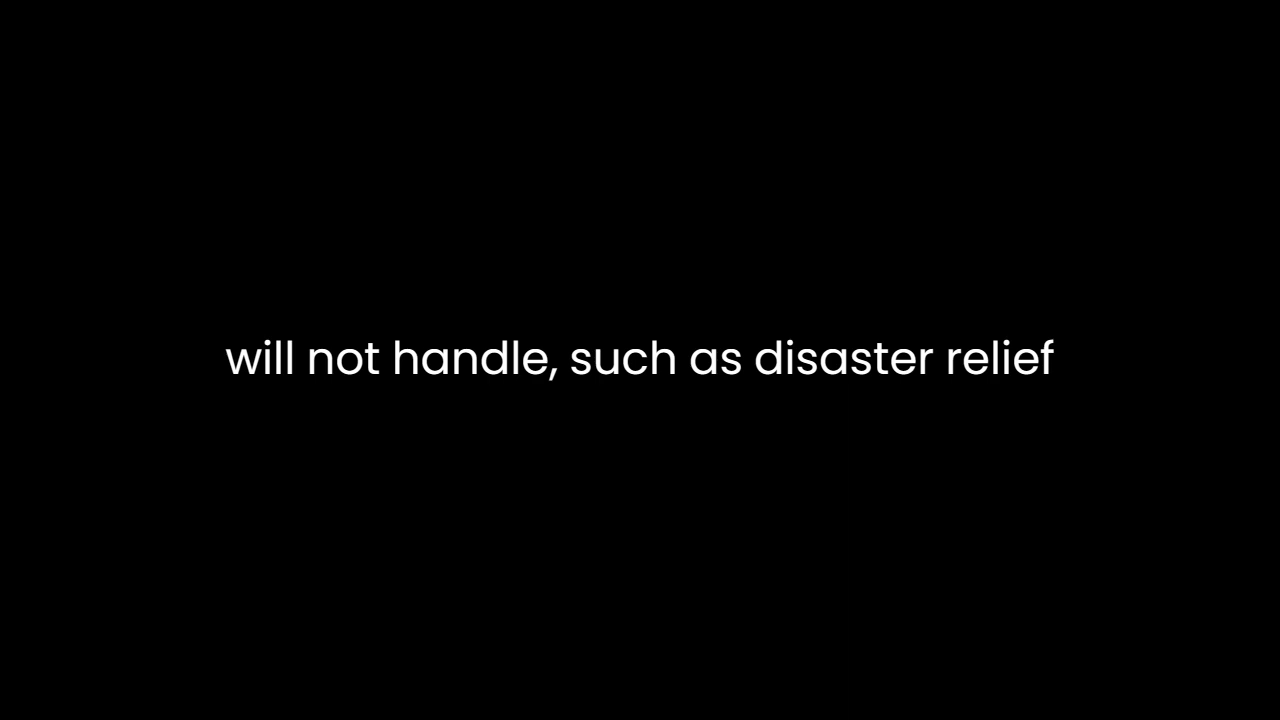 will not handle, such as disaster relief